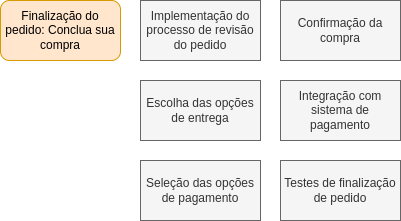 Finalização do
pedido: Conclua sua
compra
Implementação do
processo de revisão
do pedido
Confirmação da
compra
Escolha das opções
de entrega
Integração com
sistema de
pagamento
Seleção das opções
de pagamento
Testes de finalização
de pedido